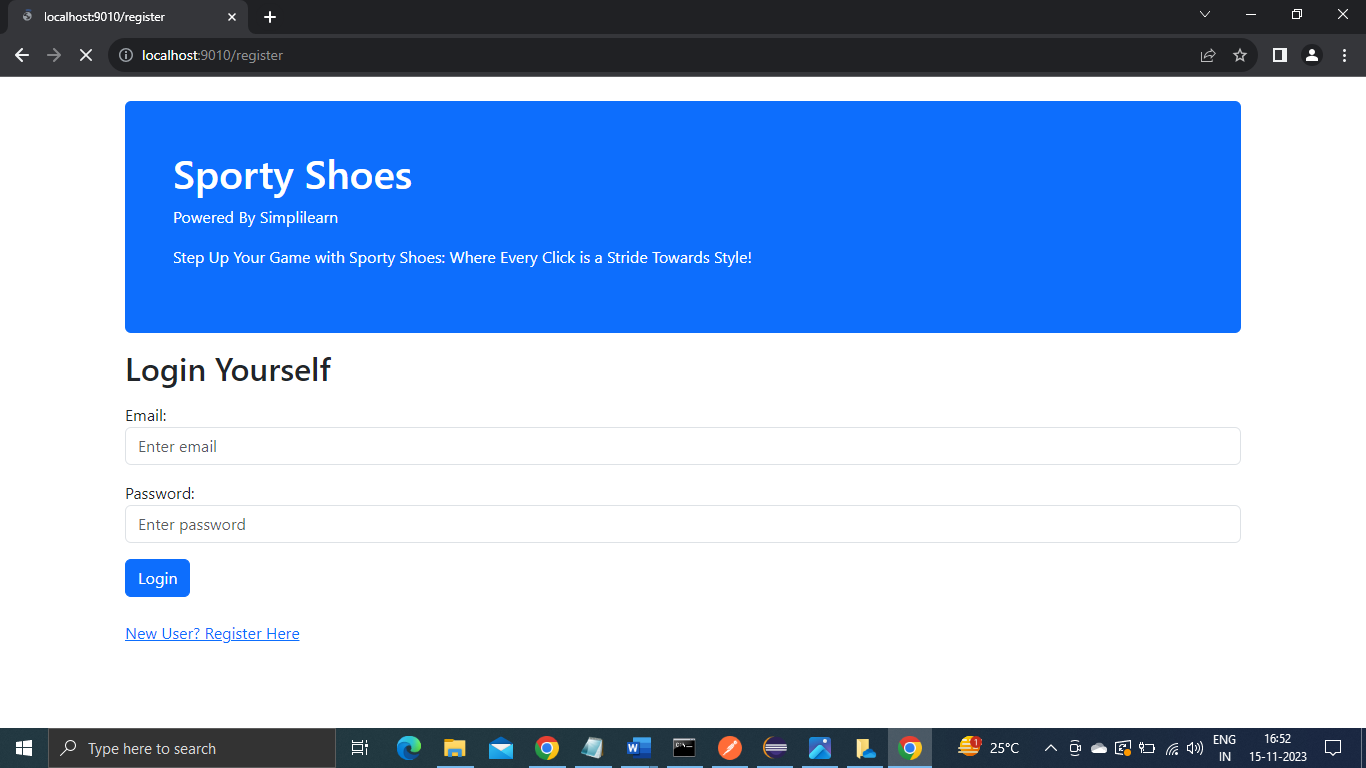 localhost:9010/register
localhost:9010/register
Sporty Shoes
Powered By Simplilearn
Step Up Your Game with Sporty Shoes: Where Every Click is a Stride Towards Style!
Login Yourself
Email:
Enter email
Password:
Enter password
Login
New User? Register Here
Type here to search
1
25°C
ENG
IN
16:52
15-11-2023